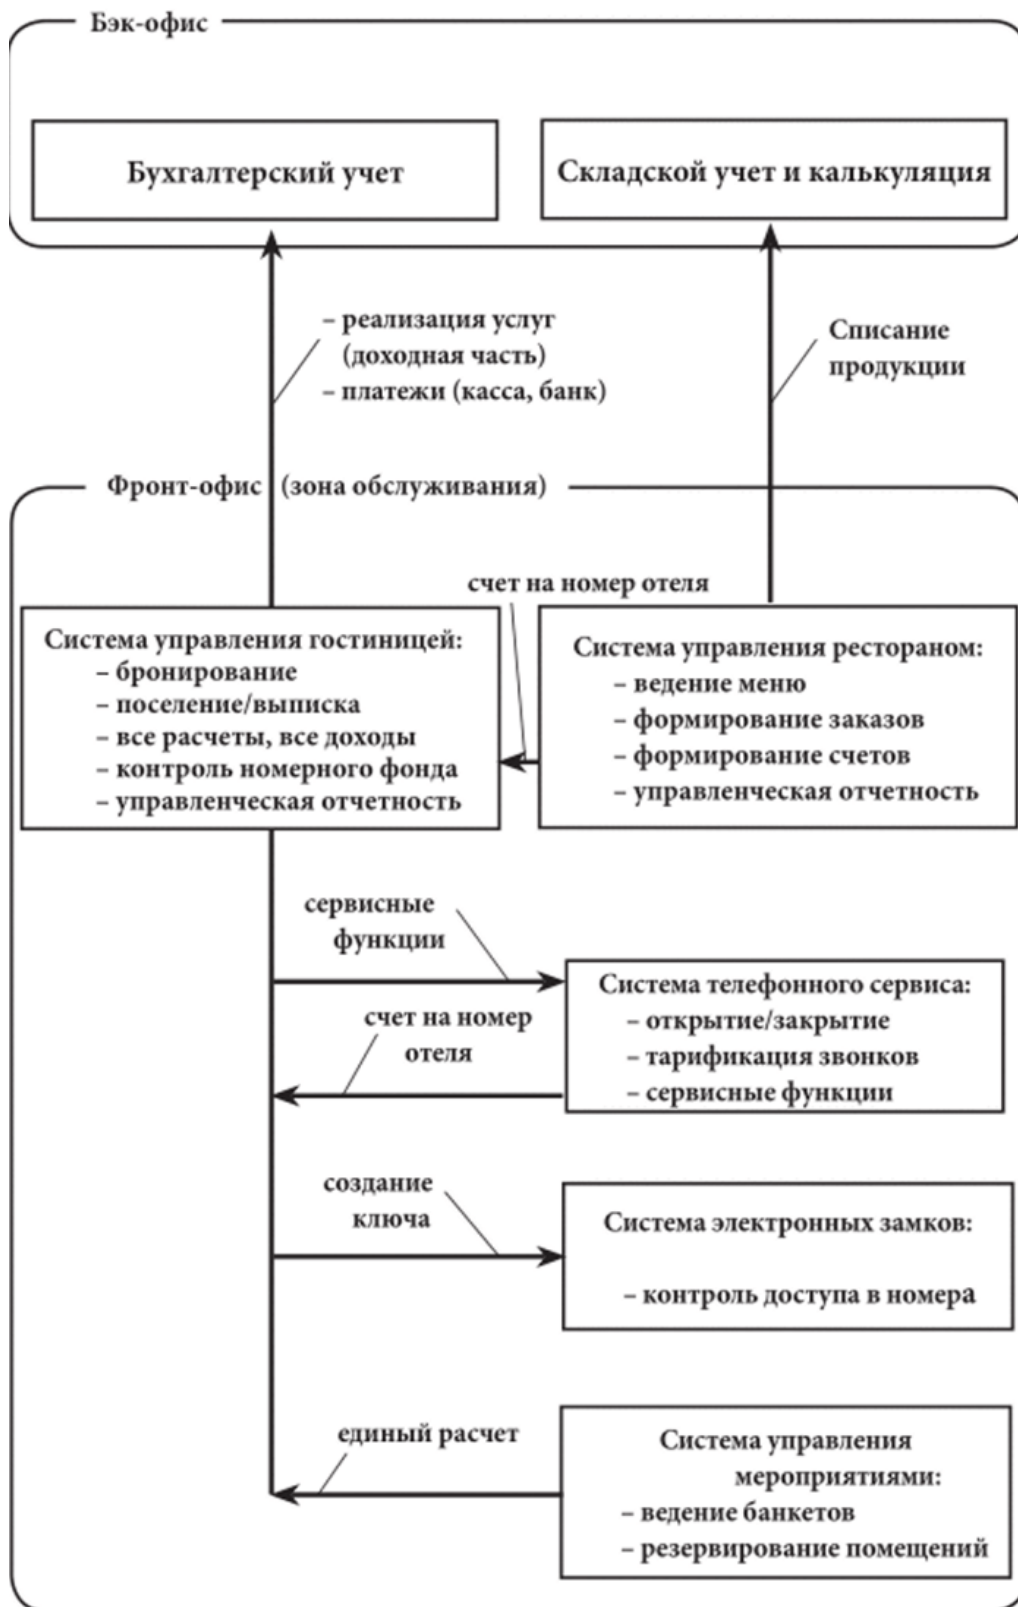 Бэк-офис
Бухгалтерский учет
Складской учет и калькуляция
– реализация услуг
(доходная часть)
– платежи (касса, банк)
Списание
продукции
Фронт-офис (зона обслуживания)
счет на номер отеля
Система управления гостиницей:
– бронирование
– поселение/выписка
– все расчеты, все доходы
– контроль номерного фонда
– управленческая отчетность
Система управления рестораном:
– ведение меню
– формирование заказов
– формирование счетов
– управленческая отчетность
сервисные
функции
Система телефонного сервиса:
– открытие/закрытие
– тарификация звонков
– сервисные функции
счет на номер
отеля
создание
ключа
Система электронных замков:
– контроль доступа в номера
единый расчет
Система управления
мероприятиями:
– ведение банкетов
– резервирование помещений